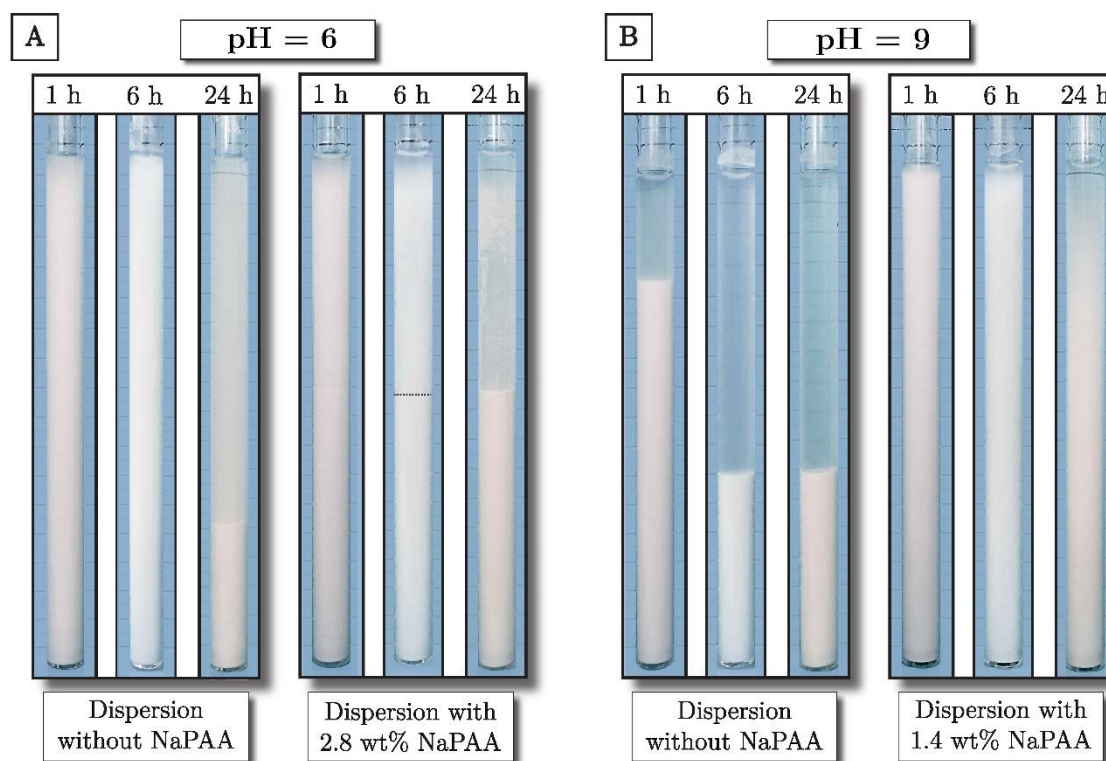 A
pH = 6
1 h 6 h 24 h
1 h 6 h 24 h
Dispersion
without NaPAA
Dispersion with
2.8 wt% NaPAA
B
pH = 9
1 h 6 h 24 h
1 h 6 h 24 h
Dispersion
without NaPAA
Dispersion with
1.4 wt% NaPAA